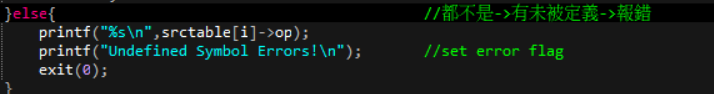 }else{ //都不是->有未被定義->報錯
printf("%s\n",srctable[i]->op);
printf("Undefined Symbol Errors!\n"); //set error flag
exit(0);
}